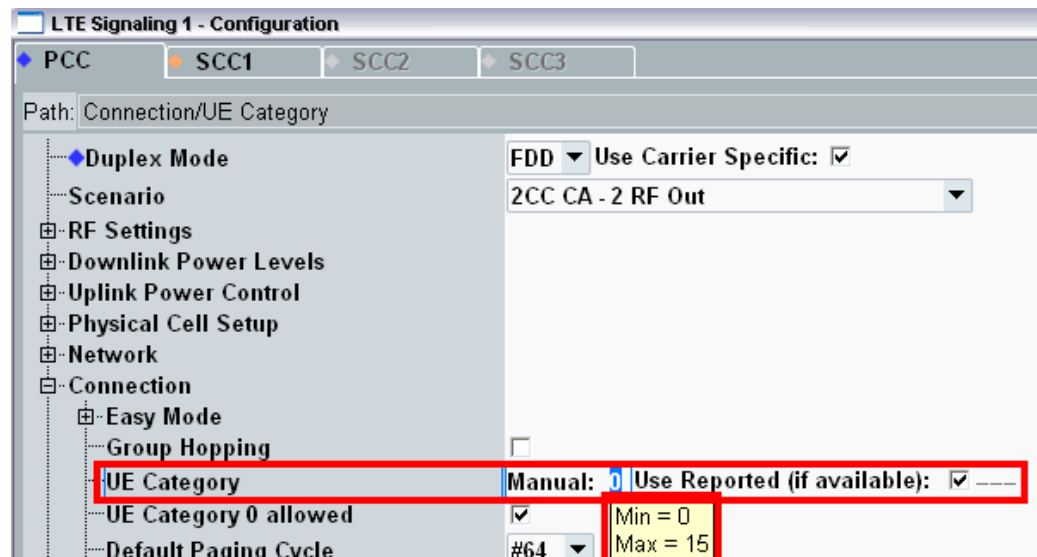 LTE Signaling 1 - Configuration
PCC SCC1 SCC2 SCC3
Path: Connection/UE Category
Duplex Mode FDD Use Carrier Specific:
Scenario 2CC CA - 2 RF Out
RF Settings
Downlink Power Levels
Uplink Power Control
Physical Cell Setup
Network
Connection
Easy Mode
Group Hopping
UE Category Manual: 0 Use Reported (if available): ---
UE Category 0 allowed Min = 0
Default Paging Cycle #64 Max = 15